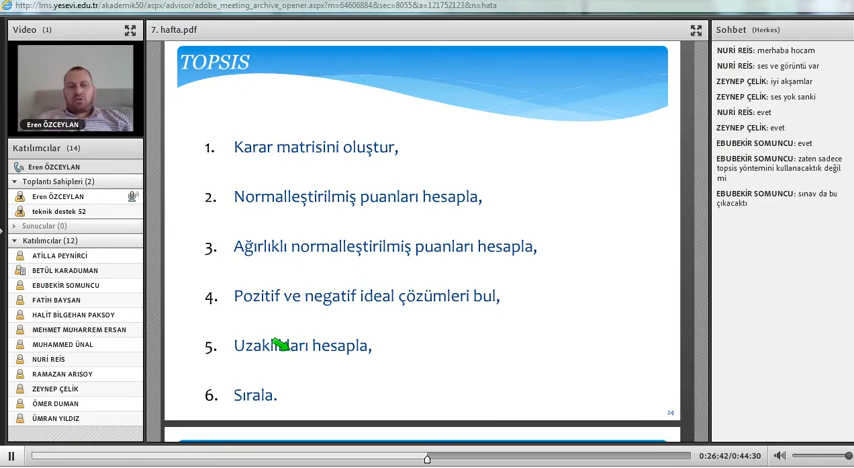 http://lms.yesevi.edu.tr/akademik50/aspx/advisor/adobe_meeting_archive_opener.aspx?m=64606884&sec=8055&a=121752123&n=hata
Video (1)
Eren ÖZCEYLAN
Katılımcılar (14)
Eren ÖZCEYLAN
Toplantı Sahipleri (2)
Eren ÖZCEYLAN
teknik destek 52
Sunucular (0)
Katılımcılar (12)
ATİLLA PEYNİRCİ
BETÜL KARADUMAN
EBUBEKİR SOMUNCU
FATİH BAYSAN
HALİT BİLGEHAN PAKSOY
MEHMET MUHARREM ERSAN
MUHAMMED ÜNAL
NURİ REİS
RAMAZAN ARISOY
ZEYNEP ÇELİK
ÖMER DUMAN
ÜMRAN YILDIZ
7. hafta.pdf
TOPSIS
1. Karar matrisini oluştur,
2. Normalleştirilmiş puanları hesapla,
3. Ağırlıklı normalleştirilmiş puanları hesapla,
4. Pozitif ve negatif ideal çözümleri bul,
5. Uzaklıkları hesapla,
6. Sırala.
24
Sohbet (Herkes)
NURİ REİS: merhaba hocam
NURİ REİS: ses ve görüntü var
ZEYNEP ÇELİK: iyi akşamlar
ZEYNEP ÇELİK: ses yok sanki
NURİ REİS: evet
ZEYNEP ÇELİK: evet
EBUBEKİR SOMUNCU: evet
EBUBEKİR SOMUNCU: zaten sadece
topsis yöntemini kullanacaktık değil
mi
EBUBEKİR SOMUNCU: sınav da bu
çıkacaktı
0:26:42/0:44:30